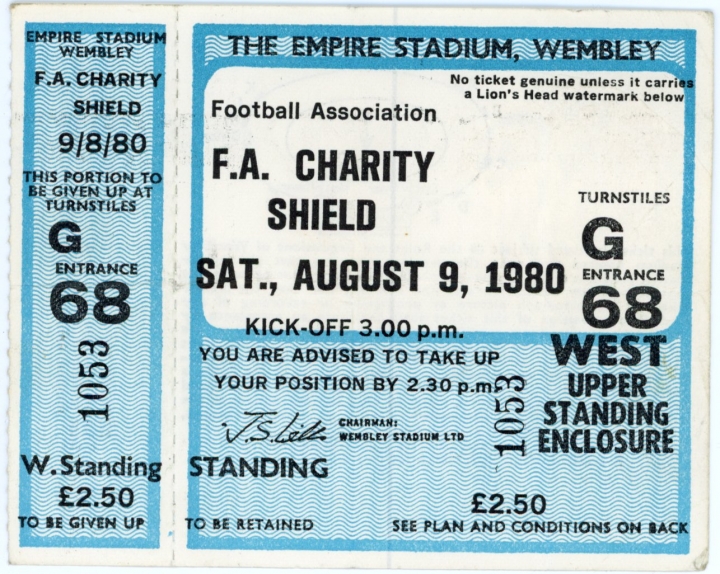 EMPIRE STADIUM
WEMBLEY
F.A. CHARITY
SHIELD
9/8/80
THIS PORTION TO
BE GIVEN UP AT
TURNSTILES
G
ENTRANCE
68
1053
W.Standing
£2.50
TO BE GIVEN UP
THE EMPIRE STADIUM, WEMBLEY
No ticket genuine unless it carries
a Lion's Head watermark below
Football Association
F.A. CHARITY
SHIELD
SAT., AUGUST 9, 1980
KICK-OFF 3.00 p.m.
YOU ARE ADVISED TO TAKE UP
YOUR POSITION BY 2.30 p.m.
CHAIRMAN:
WEMBLEY STADIUM LTD
TURNSTILES
G
ENTRANCE
68
WEST
UPPER
STANDING
ENCLOSURE
1053
STANDING
£2.50
TO BE RETAINED
SEE PLAN AND CONDITIONS ON BACK